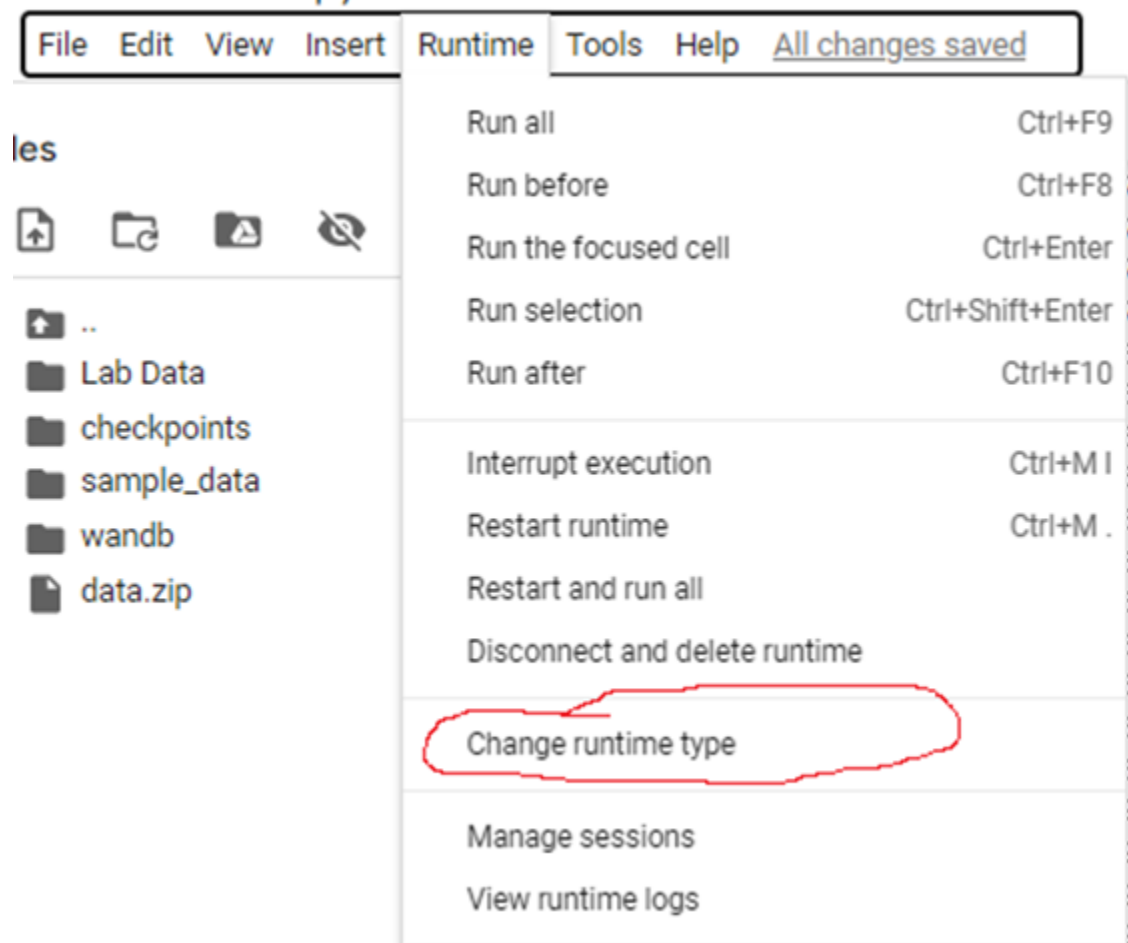 File Edit View Insert Runtime Tools Help All changes saved
les
..
Lab Data
checkpoints
sample_data
wandb
data.zip
Run all Ctrl+F9
Run before Ctrl+F8
Run the focused cell Ctrl+Enter
Run selection Ctrl+Shift+Enter
Run after Ctrl+F10
Interrupt execution Ctrl+M I
Restart runtime Ctrl+M .
Restart and run all
Disconnect and delete runtime
Change runtime type
Manage sessions
View runtime logs